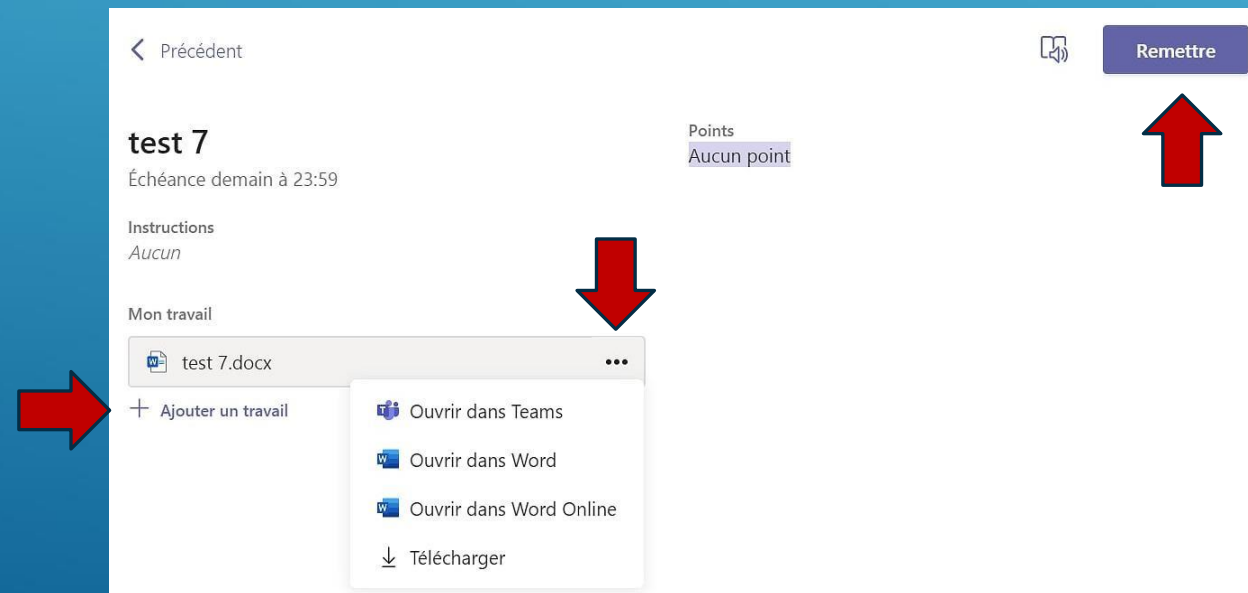 Précédent
Remettre
test 7
Échéance demain à 23:59
Points
Aucun point
Instructions
Aucun
Mon travail
test 7.docx
Ajouter un travail
Ouvrir dans Teams
Ouvrir dans Word
Ouvrir dans Word Online
Télécharger